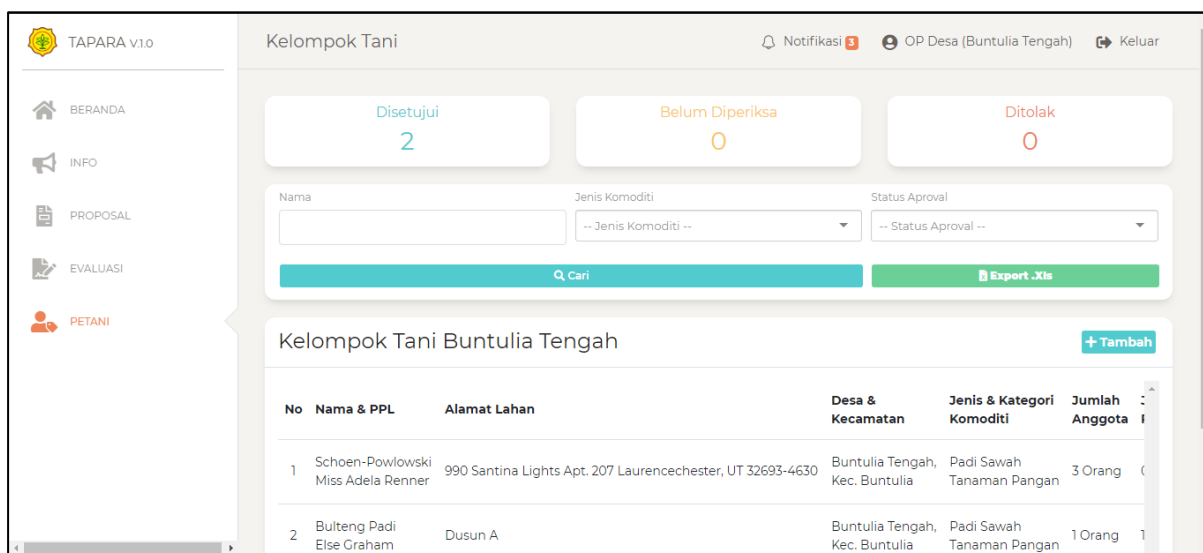 TAPARA V.1.0
Kelompok Tani
Notifikasi 3
OP Desa (Buntulia Tengah)
Keluar
BERANDA
INFO
PROPOSAL
EVALUASI
PETANI
Disetujui
2
Belum Diperiksa
0
Ditolak
0
Nama
Jenis Komoditi
Status Aproval
-- Jenis Komoditi --
-- Status Aproval --
Cari
Export .Xls
Kelompok Tani Buntulia Tengah
+ Tambah
No
Nama & PPL
Alamat Lahan
Desa &
Kecamatan
Jenis & Kategori
Komoditi
Jumlah
Anggota
1
Schoen-Powlowski
Miss Adela Renner
990 Santina Lights Apt. 207 Laurencechester, UT 32693-4630
Buntulia Tengah,
Kec. Buntulia
Padi Sawah
Tanaman Pangan
3 Orang
2
Bulteng Padi
Else Graham
Dusun A
Buntulia Tengah,
Kec. Buntulia
Padi Sawah
Tanaman Pangan
1 Orang
1